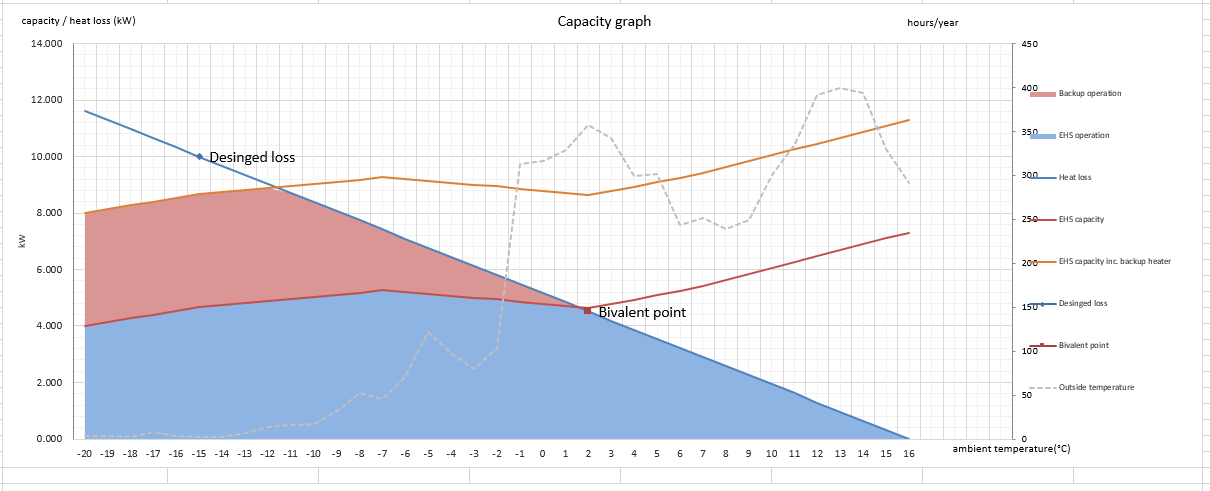 capacity / heat loss (kW)
Capacity graph
hours/year
14.000
12.000
10.000
8.000
6.000
4.000
2.000
0.000
kW
Desinged loss
Bivalent point
-20 -19 -18 -17 -16 -15 -14 -13 -12 -11 -10 -9 -8 -7 -6 -5 -4 -3 -2 -1 0 1 2 3 4 5 6 7 8 9 10 11 12 13 14 15 16
ambient temperature(°C)
450
400
350
300
250
200
150
100
50
0
Backup operation
EHS operation
Heat loss
EHS capacity
EHS capacity inc. backup heater
Desinged loss
Bivalent point
Outside temperature